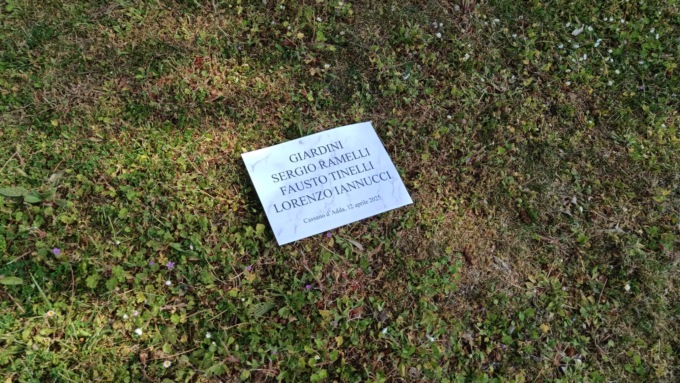 GIARDINI
SERGIO RAMELLI
FAUSTO TINELLI
LORENZO IANNUCCI
Cassano d'Adda, 12 aprile 2025